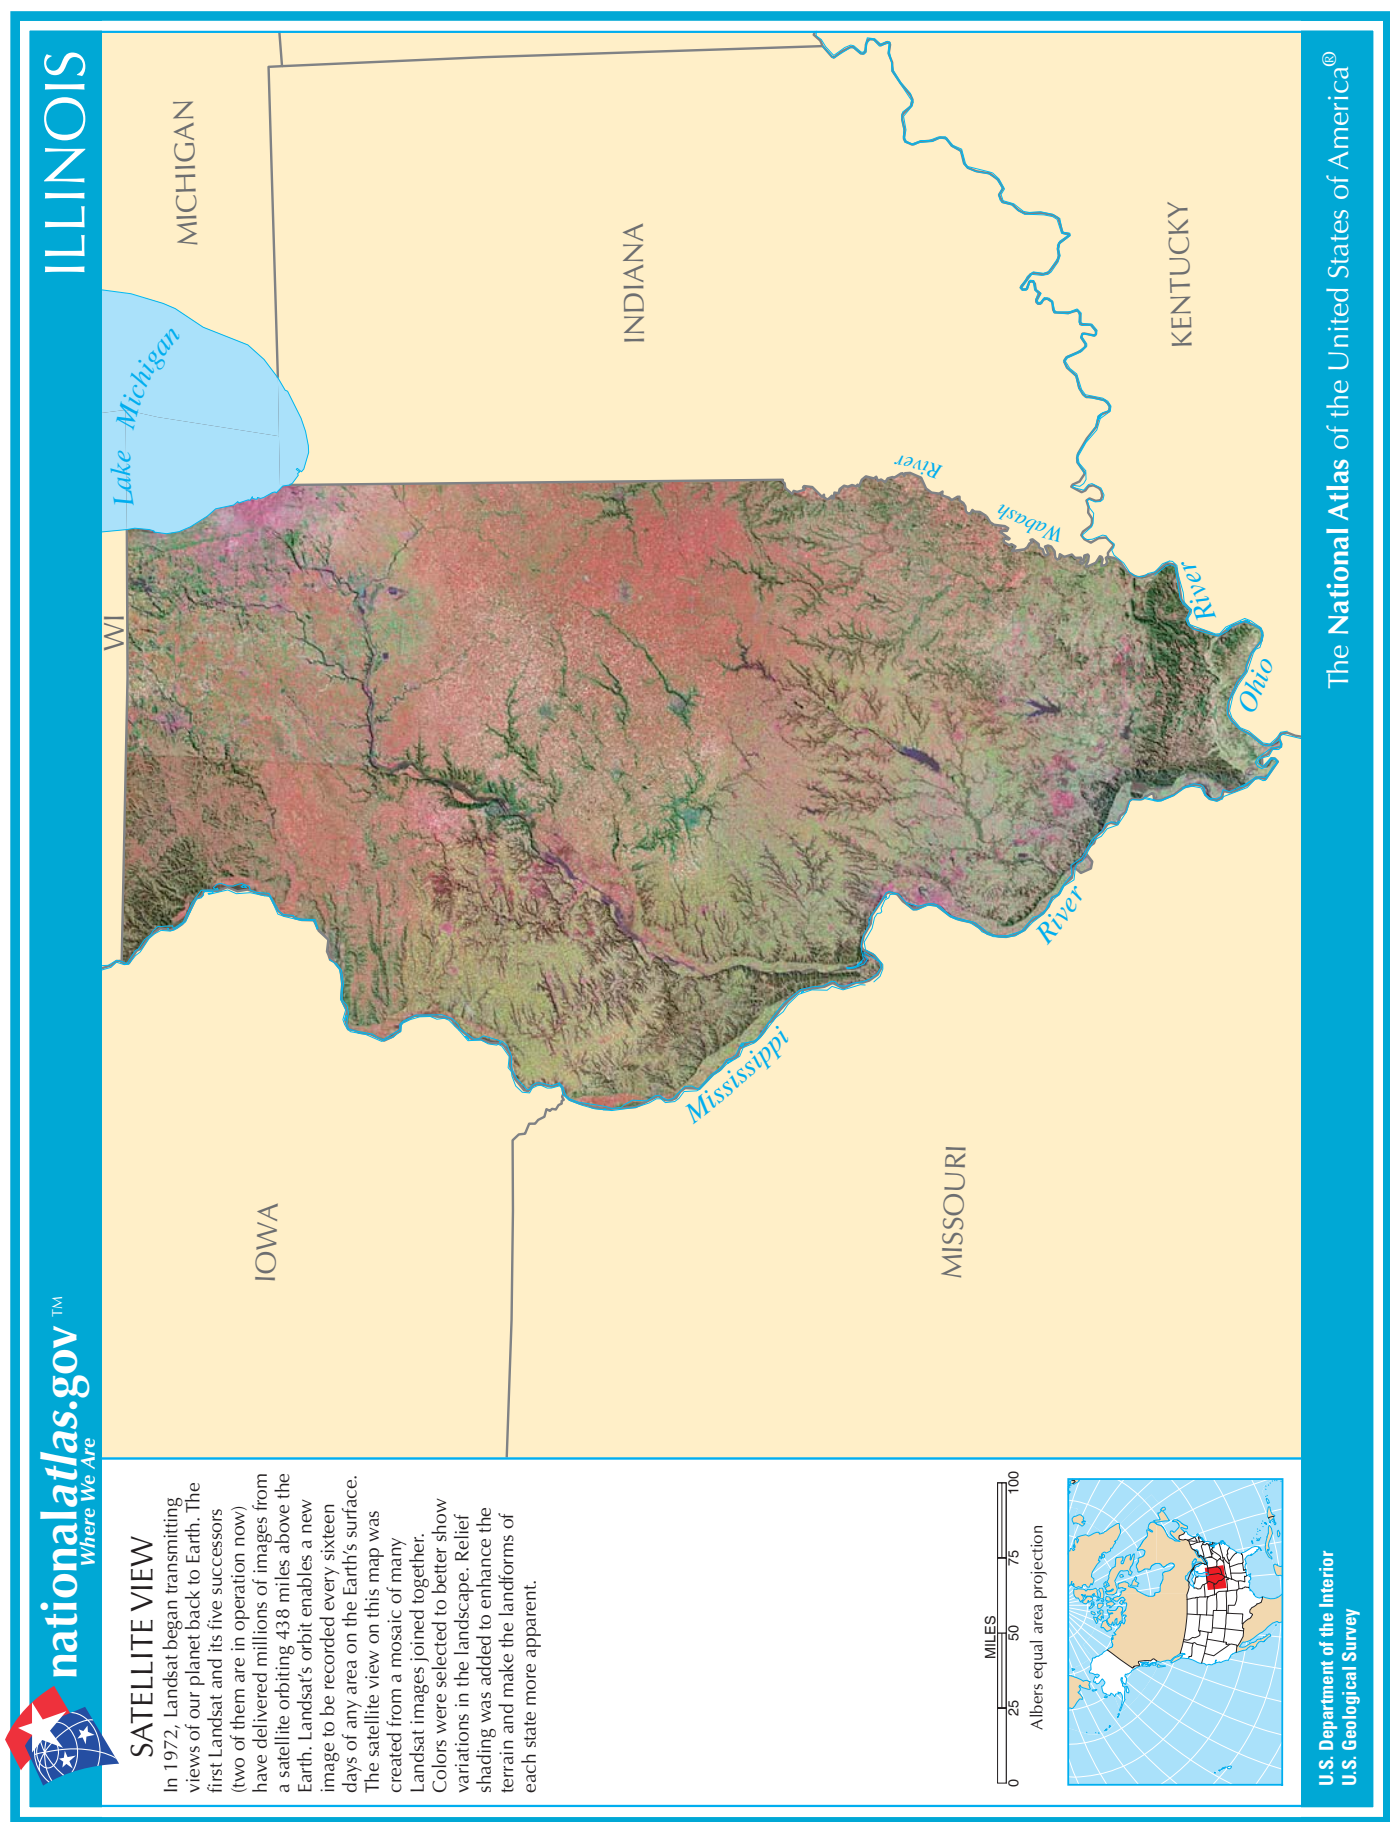 nationalatlas.gov TM
Where We Are
ILLINOIS
SATELLITE VIEW
In 1972, Landsat began transmitting
views of our planet back to Earth. The
first Landsat and its five successors
(two of them are in operation now)
have delivered millions of images from
a satellite orbiting 438 miles above the
Earth. Landsat's orbit enables a new
image to be recorded every sixteen
days of any area on the Earth's surface.
The satellite view on this map was
created from a mosaic of many
Landsat images joined together.
Colors were selected to better show
variations in the landscape. Relief
shading was added to enhance the
terrain and make the landforms of
each state more apparent.
MILES
0 25 50 75 100
Albers equal area projection
WI
Lake Michigan
MICHIGAN
IOWA
INDIANA
Mississippi
River
Wabash
River
MISSOURI
KENTUCKY
Ohio
River
U.S. Department of the Interior
U.S. Geological Survey
The National Atlas of the United States of America®